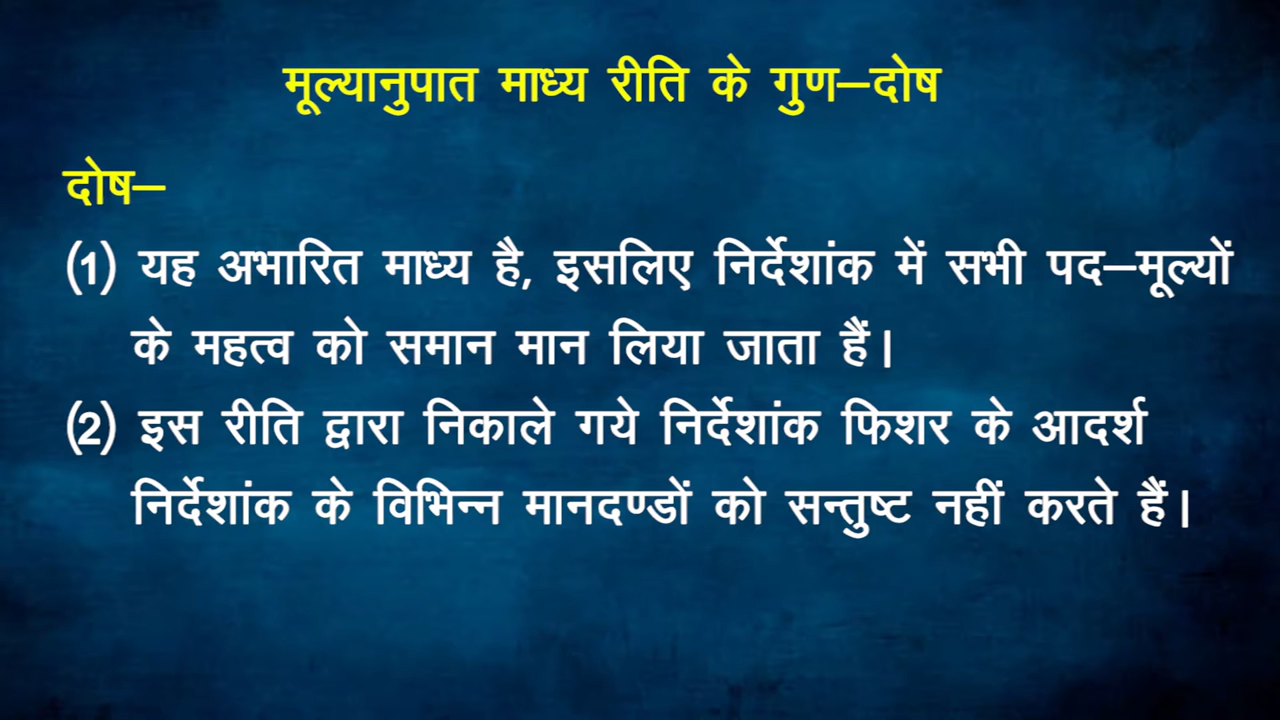 मूल्यानुपात माध्य रीति के गुण–दोष
दोष–
(1) यह अभारित माध्य है, इसलिए निर्देशांक में सभी पद–मूल्यों
के महत्व को समान मान लिया जाता हैं।
(2) इस रीति द्वारा निकाले गये निर्देशांक फिशर के आदर्श
निर्देशांक के विभिन्न मानदण्डों को सन्तुष्ट नहीं करते हैं।